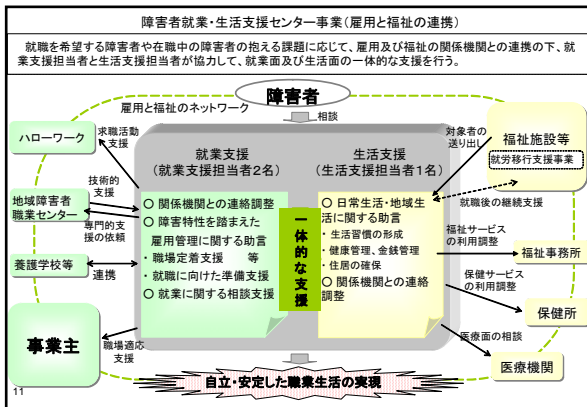 障害者就業・生活支援センター事業（雇用と福祉の連携）
就職を希望する障害者や在職中の障害者の抱える課題に応じて、雇用及び福祉の関係機関との連携の下、就
業支援担当者と生活支援担当者が協力して、就業面及び生活面の一体的な支援を行う。
障害者
雇用と福祉のネットワーク
相談
ハローワーク
求職活動
支援
地域障害者
職業センター
技術的
支援
専門的支
援の依頼
養護学校等
連携
事業主
職場適応
支援
就業支援
（就業支援担当者2名）
○ 関係機関との連絡調整
○ 障害特性を踏まえた
雇用管理に関する助言
・職場定着支援　等
・就職に向けた準備支援
○ 就業に関する相談支援
一体的な支援
生活支援
（生活支援担当者1名）
○ 日常生活・地域生
活に関する助言
・生活習慣の形成
・健康管理、金銭管理
・住居の確保
○ 関係機関との連絡
調整
対象者の
送り出し
福祉施設等
就労移行支援事業
就職後の継続支援
福祉サービス
の利用調整
福祉事務所
保健サービス
の利用調整
保健所
医療面の相談
医療機関
自立・安定した職業生活の実現
11